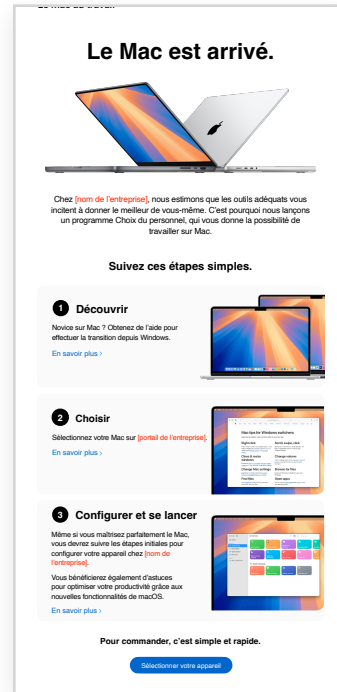 Le Mac est arrivé.
Chez [nom de l'entreprise], nous estimons que les outils adéquats vous
incitent à donner le meilleur de vous-même. C'est pourquoi nous lançons
un programme Choix du personnel, qui vous donne la possibilité de
travailler sur Mac.
Suivez ces étapes simples.
1 Découvrir
Novice sur Mac ? Obtenez de l'aide pour
effectuer la transition depuis Windows.
En savoir plus >
2 Choisir
Sélectionnez votre Mac sur [portail de l'entreprise].
En savoir plus >
Mac tips for Windows switchers
3 Configurer et se lancer
Même si vous maîtrisez parfaitement le Mac,
vous devrez suivre les étapes initiales pour
configurer votre appareil chez [nom de
l'entreprise].
Vous bénéficierez également d'astuces
pour optimiser votre productivité grâce aux
nouvelles fonctionnalités de macOS.
En savoir plus >
Pour commander, c'est simple et rapide.
Sélectionner votre appareil